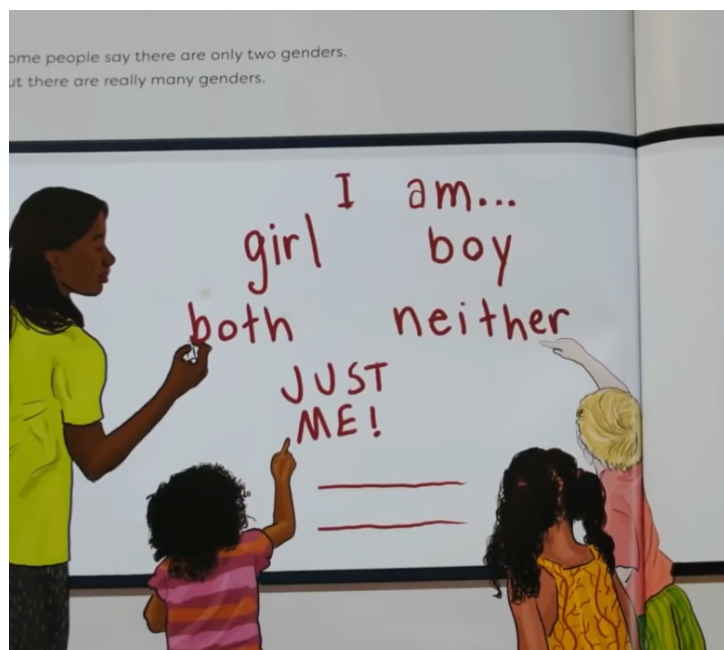 ome people say there are only two genders.
ut there are really many genders.
I am...
girl boy
both neither
JUST
ME!